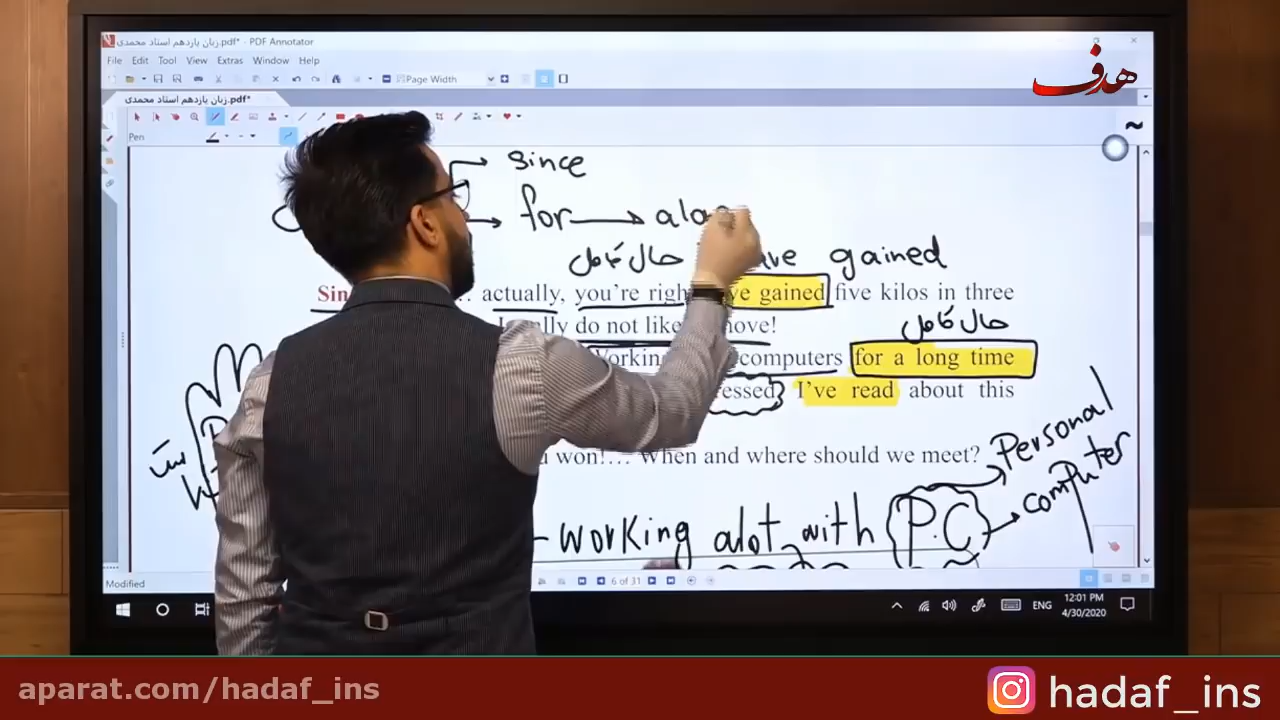 زبان یازدهم استاد محمدی.pdf* - PDF Annotator
هدف
File Edit Tool View Extras Window Help
Page Width
زبان یازدهم استاد محمدی.pdf*
Pen
since
for
حال کامل gained
actually, you're 've gained five kilos in three
حال کامل
do not like move!
computers for a long time
I've read about this
Personal
won!… When and where should we meet?
computer
working alot with P.C
Modified 6 of 31
ENG 12:01 PM
4/30/2020
aparat.com/hadaf_ins hadaf_ins